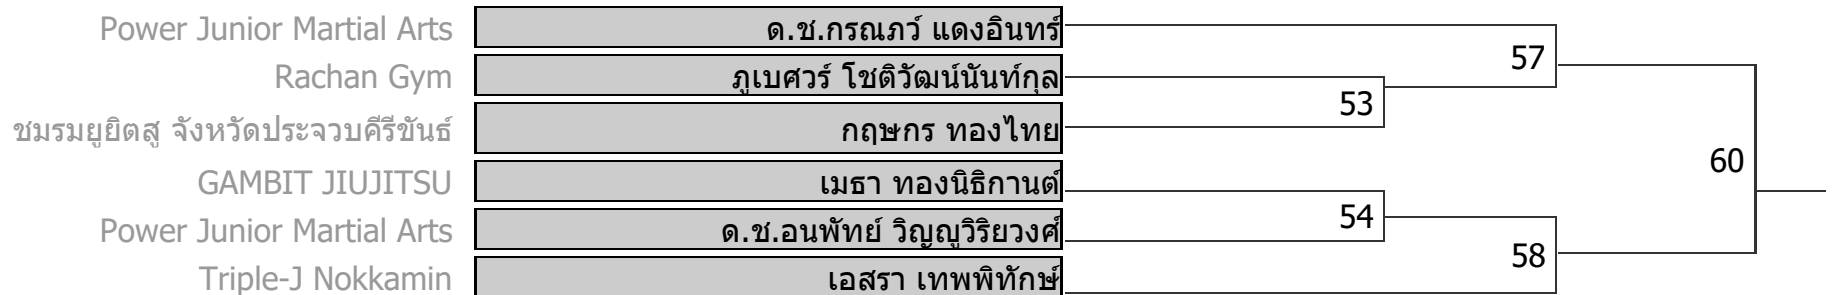 Power Junior Martial Arts ด.ช.กรณภว์ แดงอินทร์
57
Rachan Gym ภูเบศวร์ โชติวัฒน์นันท์กุล
53
ชมรมยูยิตสู จังหวัดประจวบคีรีขันธ์ กฤษกร ทองไทย
60
GAMBIT JIUJITSU เมธา ทองนิธิกานต์
54
Power Junior Martial Arts ด.ช.อนพัทย์ วิญญูวิริยวงศ์
58
Triple-J Nokkamin เอสรา เทพพิทักษ์